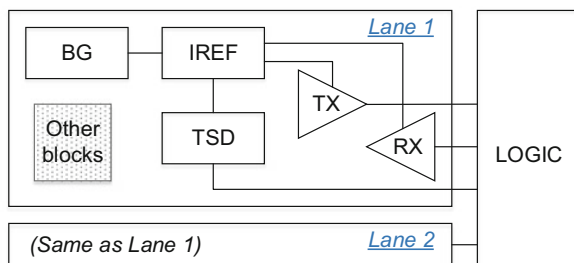 Lane 1
BG
IREF
TX
Other
blocks
TSD
RX
LOGIC
(Same as Lane 1)
Lane 2